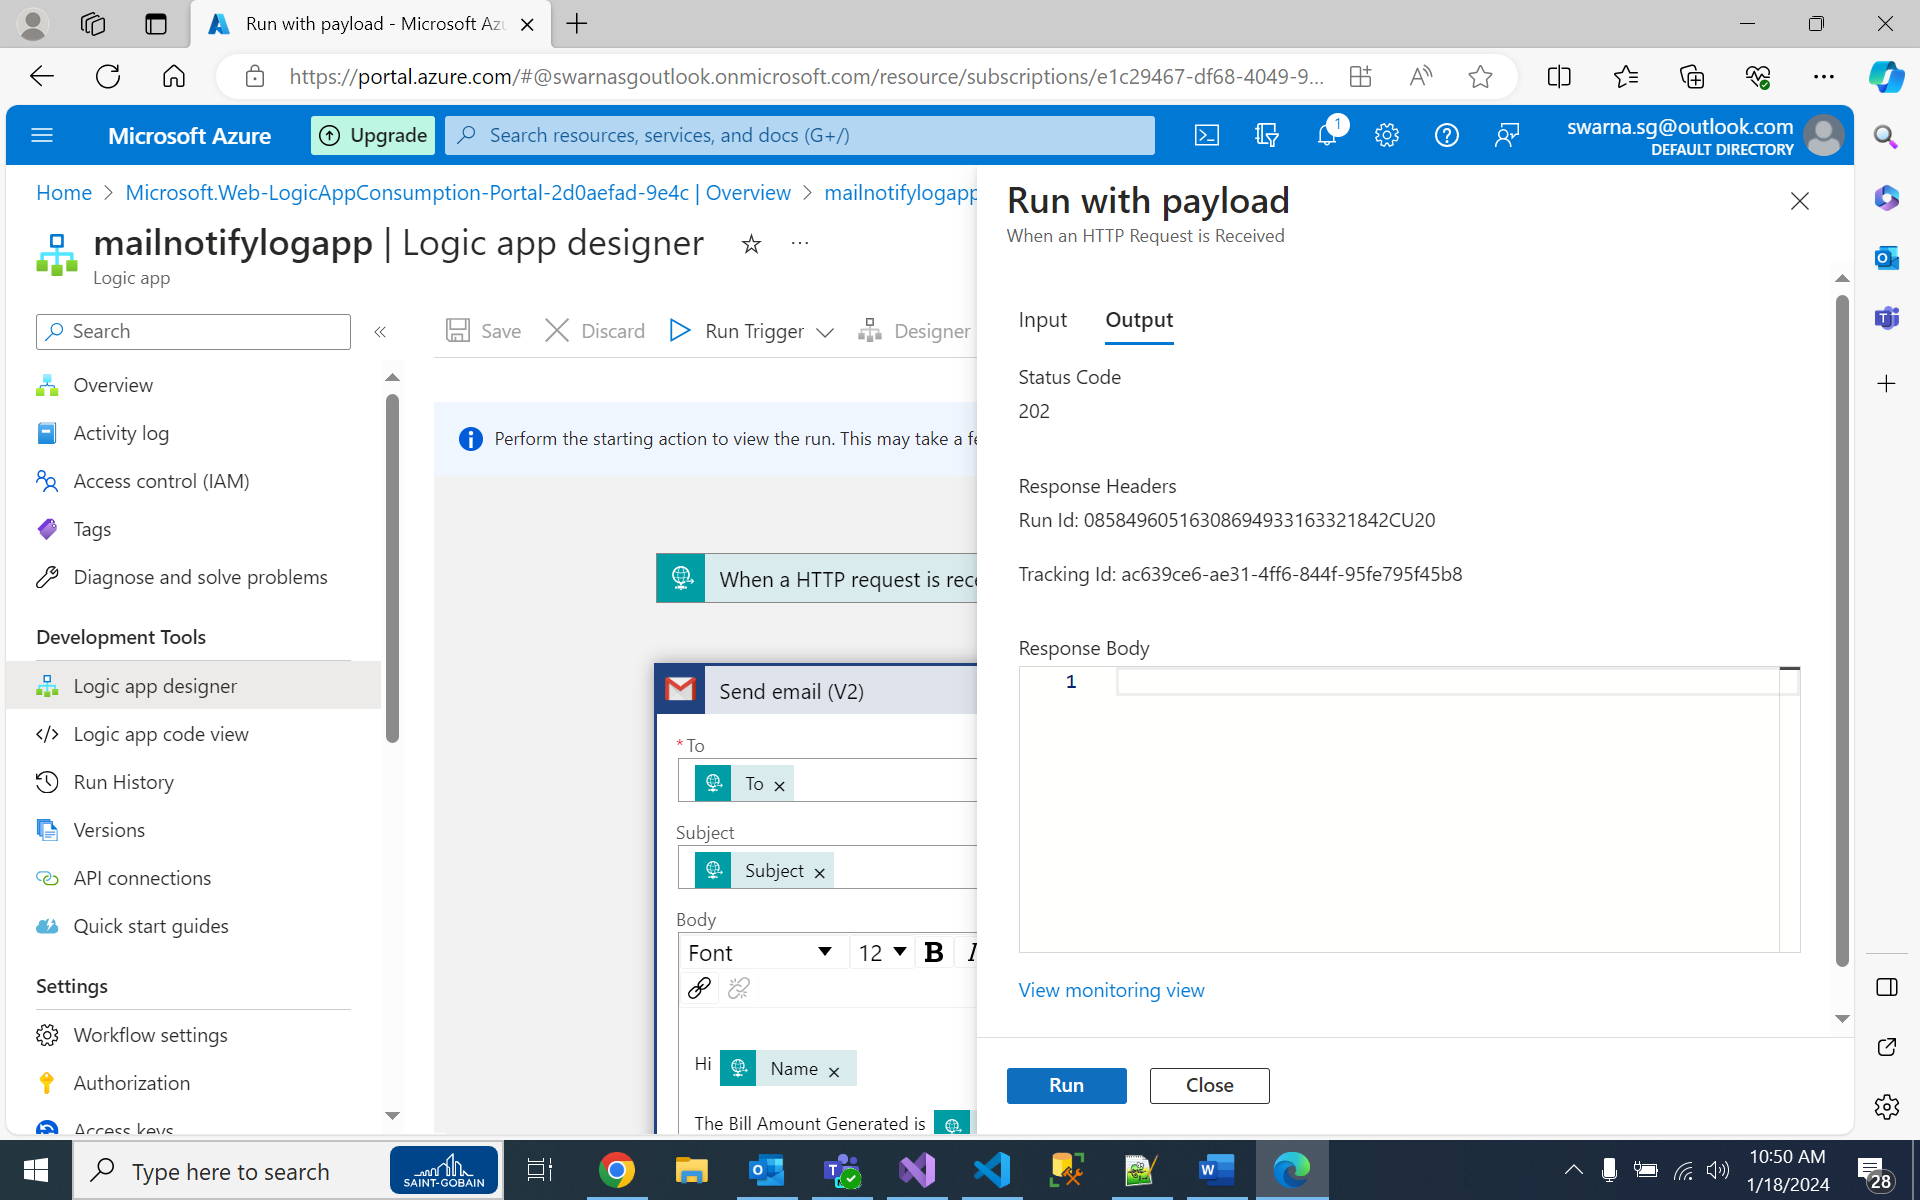 Run with payload - Microsoft Azu
https://portal.azure.com/#@swarnasgoutlook.onmicrosoft.com/resource/subscriptions/e1c29467-df68-4049-9...
Microsoft Azure
Upgrade
Search resources, services, and docs (G+/)
1
swarna.sg@outlook.com
DEFAULT DIRECTORY
Home > Microsoft.Web-LogicAppConsumption-Portal-2d0aefad-9e4c | Overview > mailnotifylogapp
mailnotifylogapp | Logic app designer
Logic app
Search
Save Discard Run Trigger Designer
Overview
Activity log
Access control (IAM)
Tags
Diagnose and solve problems
Development Tools
Logic app designer
Logic app code view
Run History
Versions
API connections
Quick start guides
Settings
Workflow settings
Authorization
Access keys
Perform the starting action to view the run. This may take a fe
When a HTTP request is rece
Send email (V2)
* To
To ×
Subject
Subject ×
Body
Font 12 B I
Hi Name ×
The Bill Amount Generated is
Run with payload
When an HTTP Request is Received
Input Output
Status Code
202
Response Headers
Run Id: 08584960516308694933163321842CU20
Tracking Id: ac639ce6-ae31-4ff6-844f-95fe795f45b8
Response Body
1
View monitoring view
Run Close
Type here to search
SAINT-GOBAIN
10:50 AM
1/18/2024
28